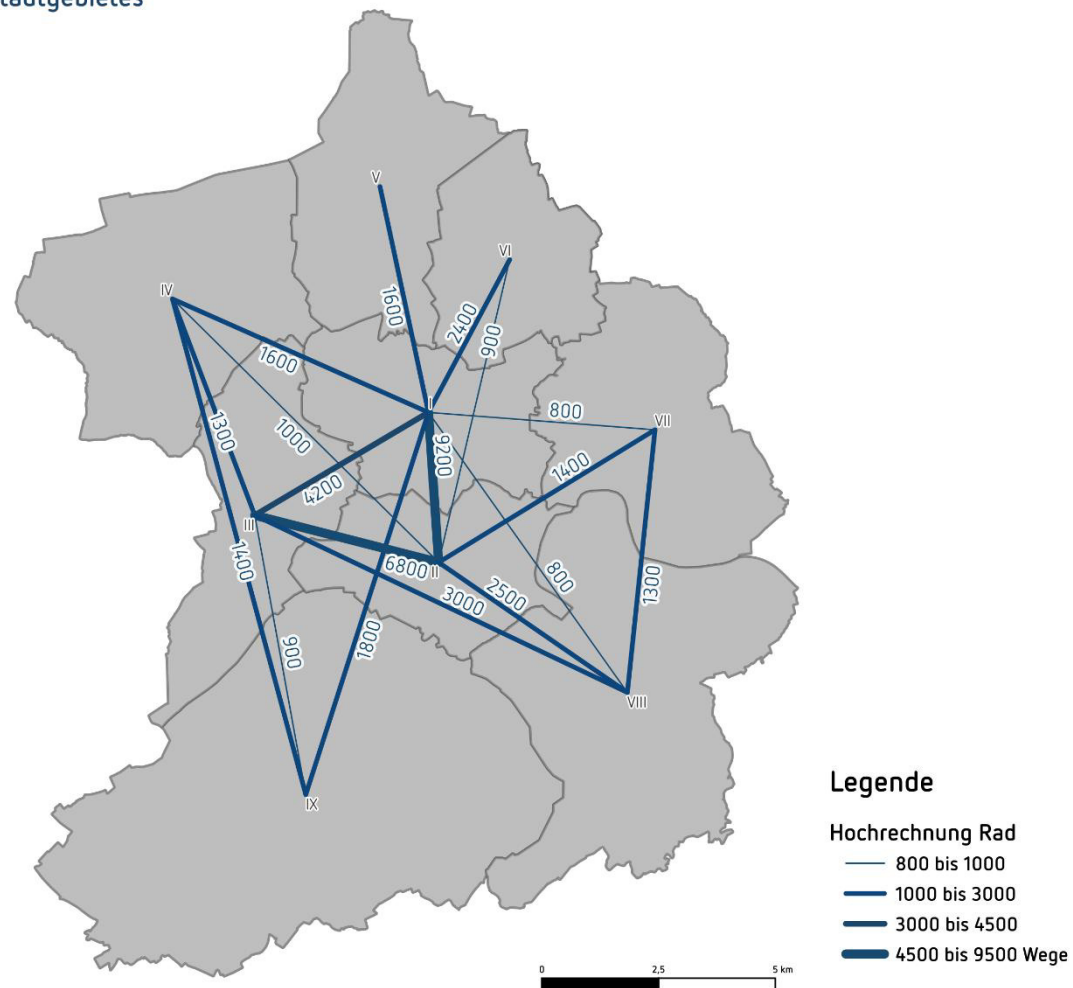 tadtgebietes
V
VI
IV
1600
2400
900
1600
I
800
VII
1300
1000
9200
1400
4200
III
1400
6800
II
800
2500
3000
1300
900
1800
VIII
IX
Legende
Hochrechnung Rad
800 bis 1000
1000 bis 3000
3000 bis 4500
4500 bis 9500 Wege
0 2,5 5 km